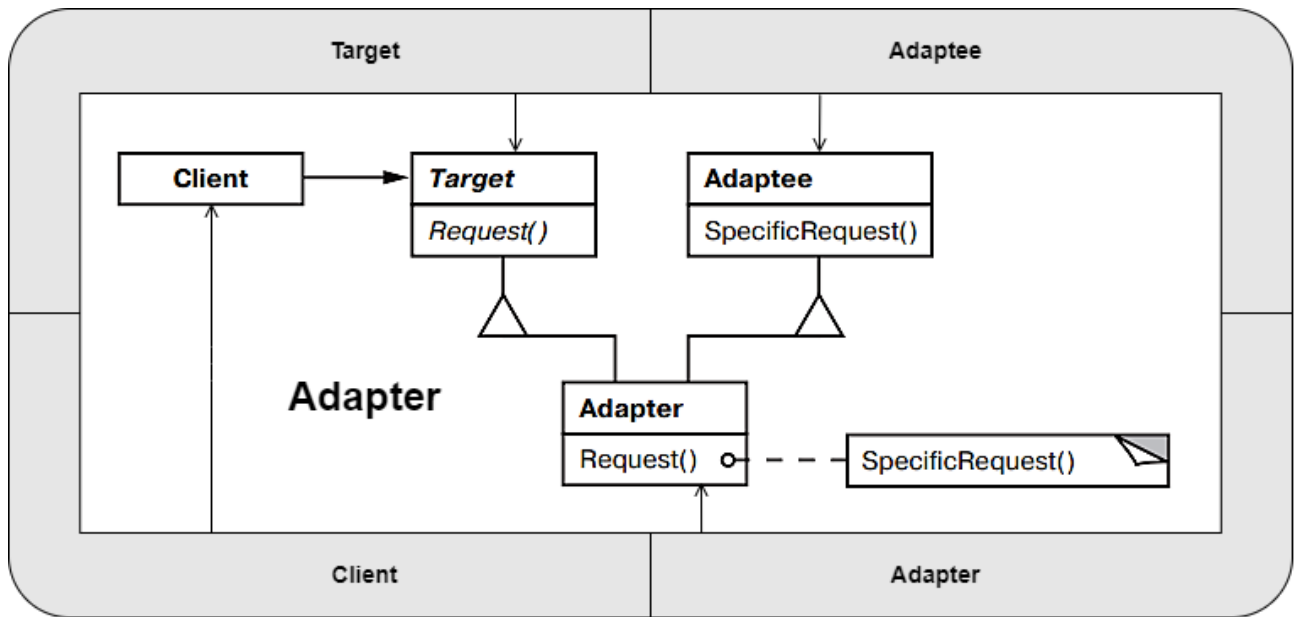 Target
Adaptee
Client
Target
Adaptee
Request()
SpecificRequest()
Adapter
Adapter
Request()
SpecificRequest()
Client
Adapter